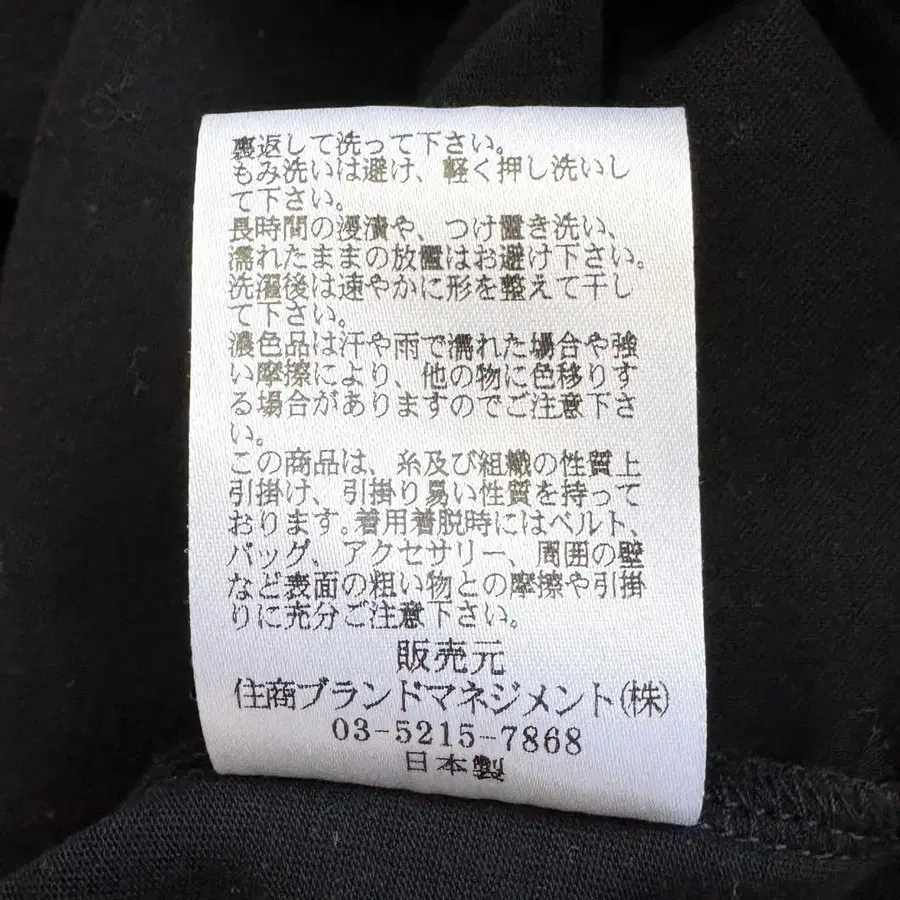 裏返して洗って下さい。
もみ洗いは避け、軽く押し洗いし
て下さい。
長時間の浸漬や、つけ置き洗い、
濡れたままの放置はお避け下さい。
洗濯後は速やかに形を整えて干し
て下さい。
濃色品は汗や雨で濡れた場合や強
い摩擦により、他の物に色移りす
る場合がありますのでご注意下さ
い。
この商品は、糸及び組織の性質上
引掛け、引掛り易い性質を持って
おります。着用着脱時にはベルト、
バッグ、アクセサリー、周囲の壁
など表面の粗い物との摩擦や引掛
りに充分ご注意下さい。
販売元
住商ブランドマネジメント(株)
03-5215-7868
日本製